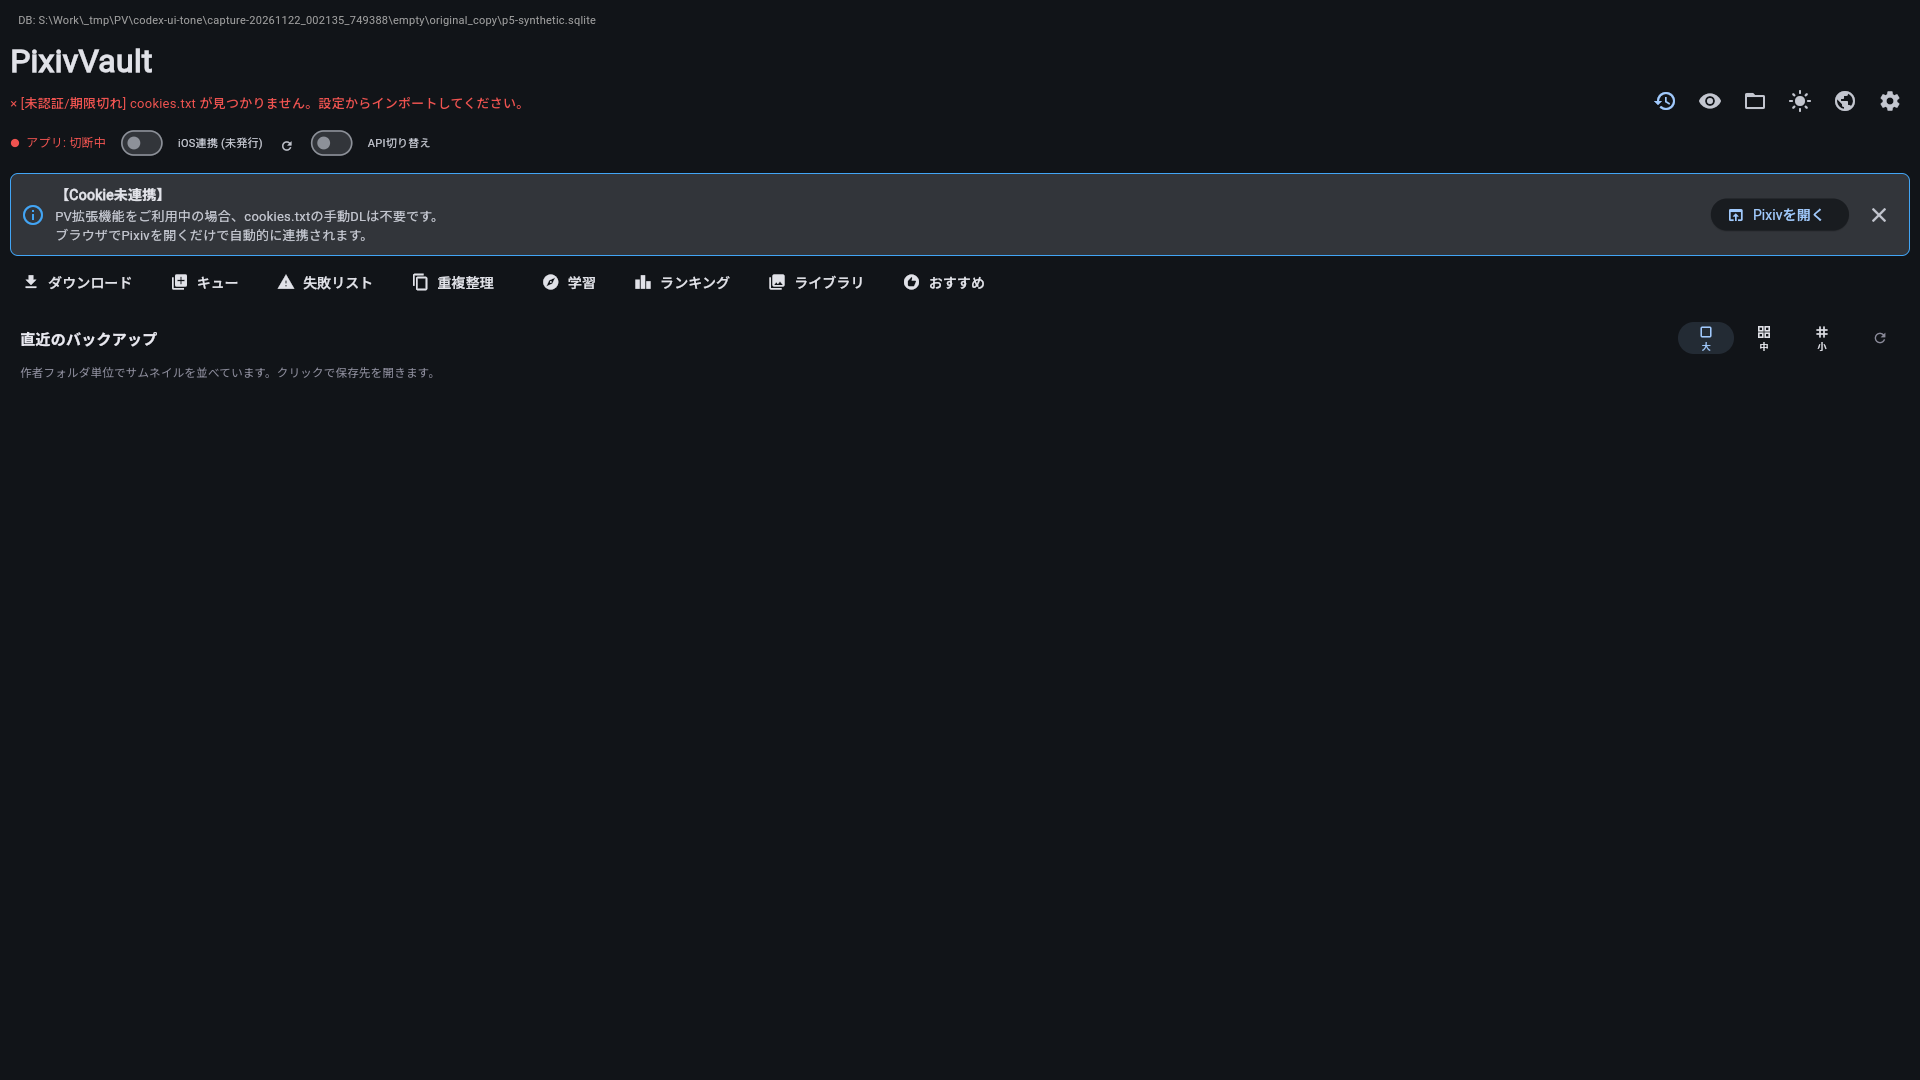 DB: S:\Work\_tmp\PV\codex-ui-tone\capture-20261122_002135_749388\empty\original_copy\p5-synthetic.sqlite
PixivVault
× [未認証/期限切れ] cookies.txt が見つかりません。設定からインポートしてください。
アプリ: 切断中 iOS連携 (未発行) API切り替え
【Cookie未連携】
PV拡張機能をご利用中の場合、cookies.txtの手動DLは不要です。
ブラウザでPixivを開くだけで自動的に連携されます。
Pixivを開く
ダウンロード キュー 失敗リスト 重複整理 学習 ランキング ライブラリ おすすめ
直近のバックアップ
大 中 小
作者フォルダ単位でサムネイルを並べています。クリックで保存先を開きます。